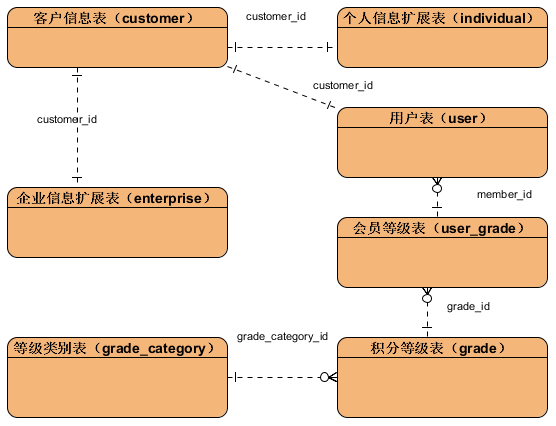 客户信息表（customer）
customer_id
个人信息扩展表（individual）
customer_id
customer_id
用户表（user）
企业信息扩展表（enterprise）
member_id
会员等级表（user_grade）
grade_id
grade_category_id
等级类别表（grade_category）
积分等级表（grade）